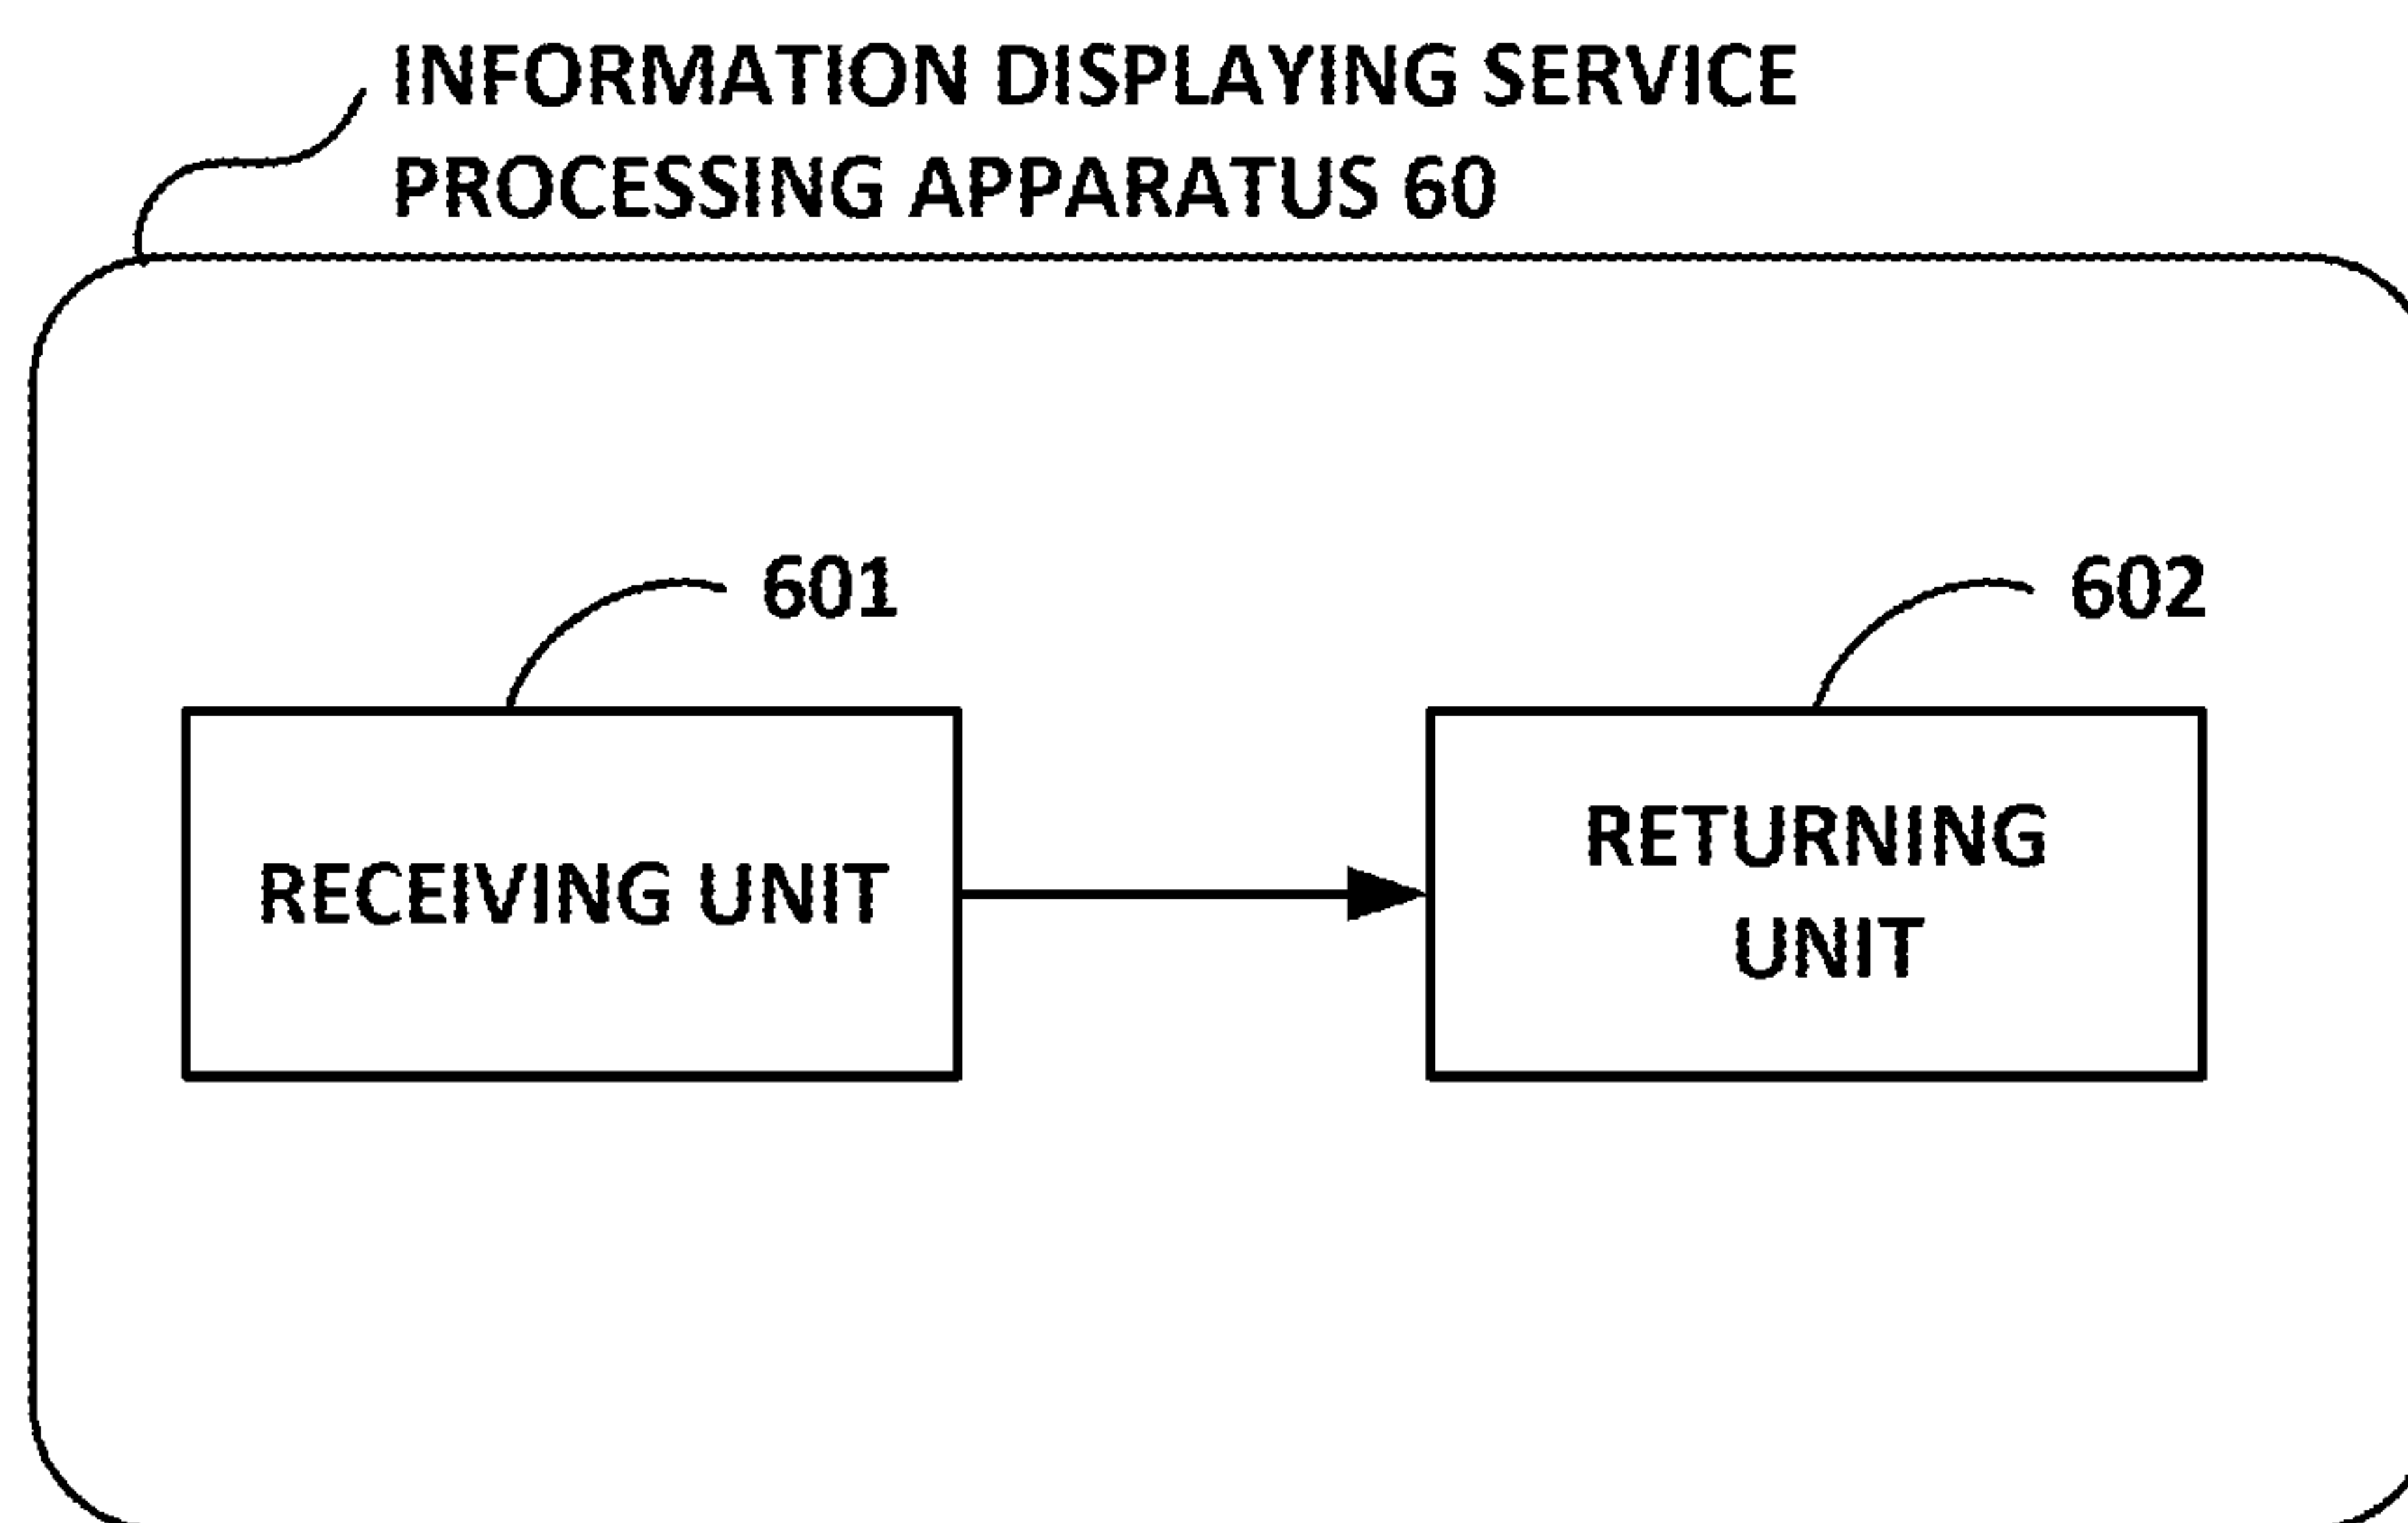 INFORMATION DISPLAYING SERVICE
PROCESSING APPARATUS 60
601
602
RECEIVING UNIT
RETURNING
UNIT